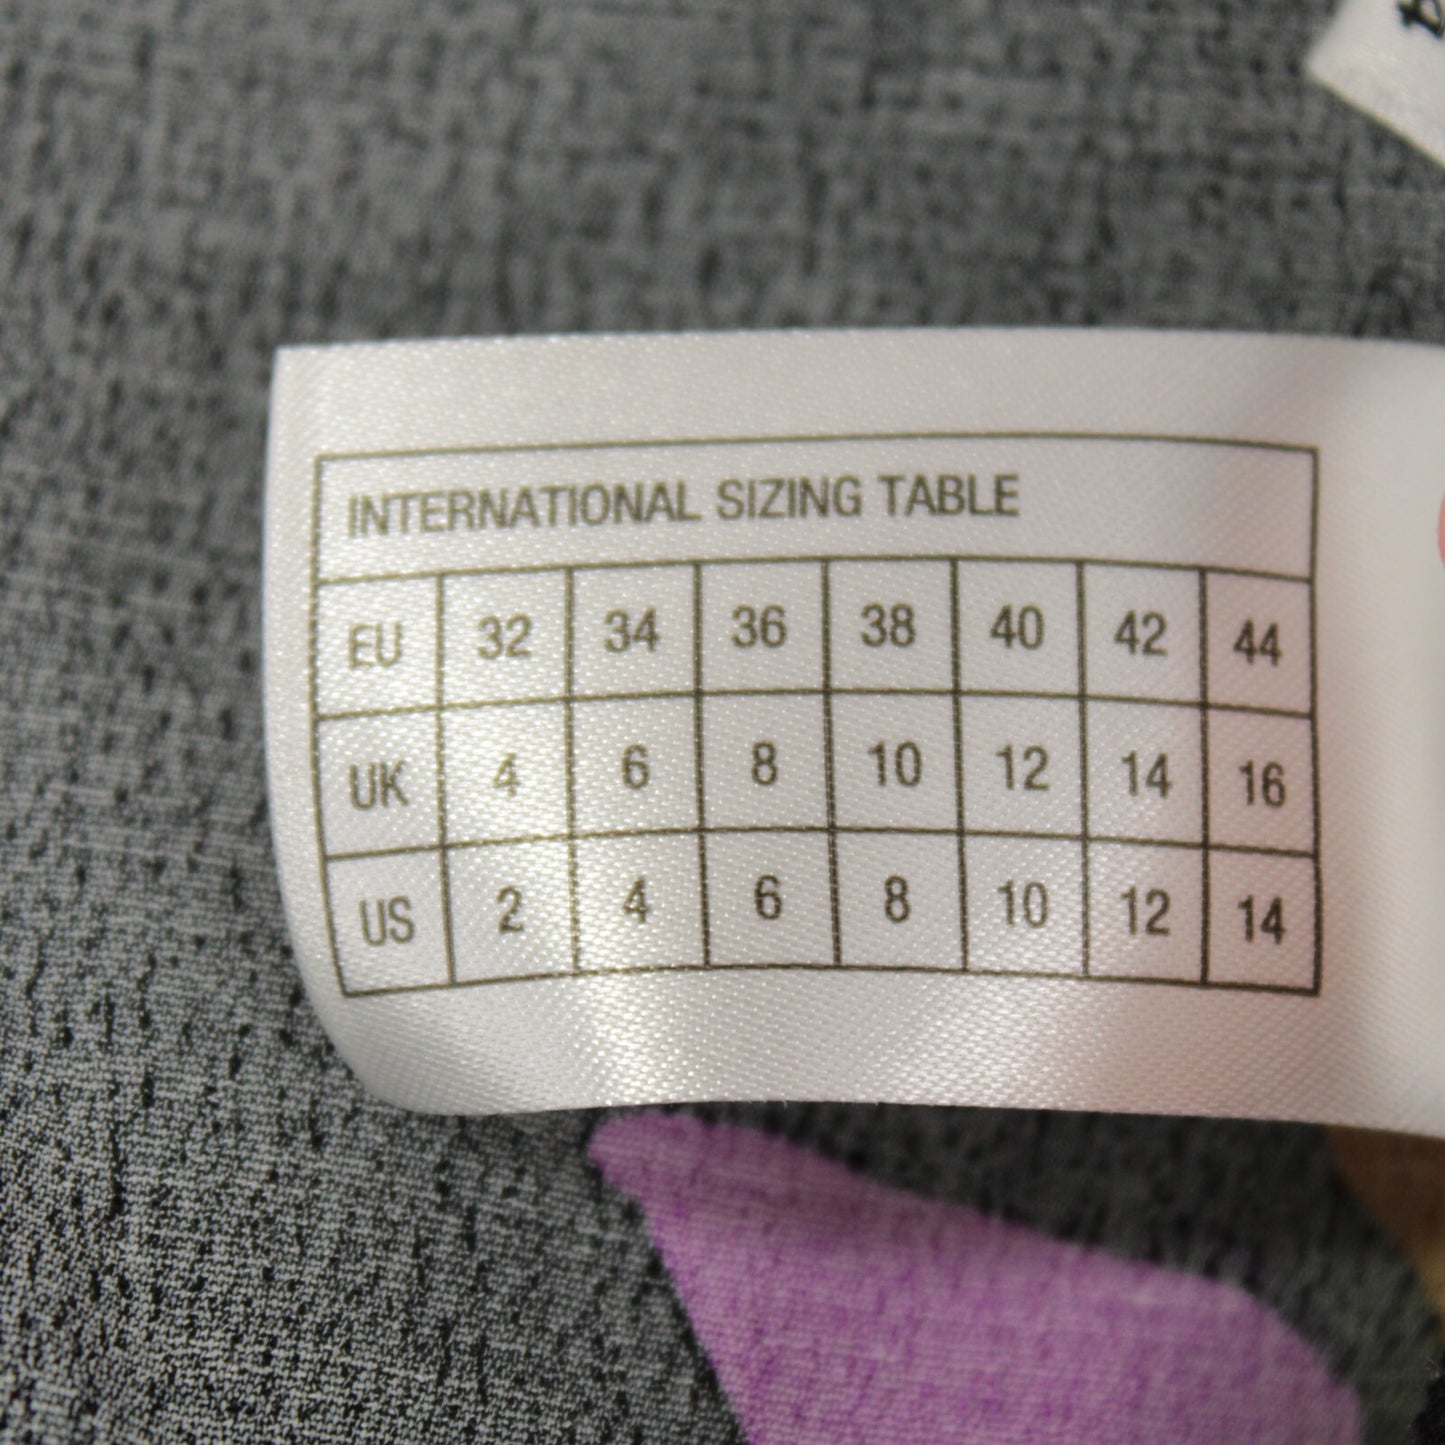 INTERNATIONAL SIZING TABLE
EU 32 34 36 38 40 42 44
UK 4 6 8 10 12 14 16
US 2 4 6 8 10 12 14